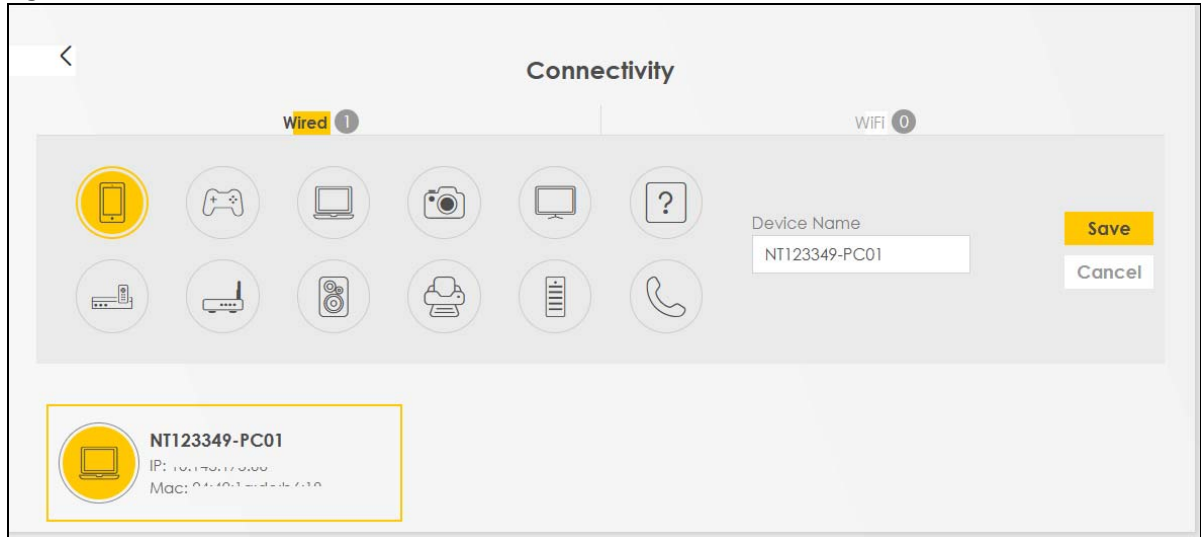 Connectivity
Wired 1
WiFi 0
?
Device Name
NT123349-PC01
Save
Cancel
NT123349-PC01
IP:
Mac: